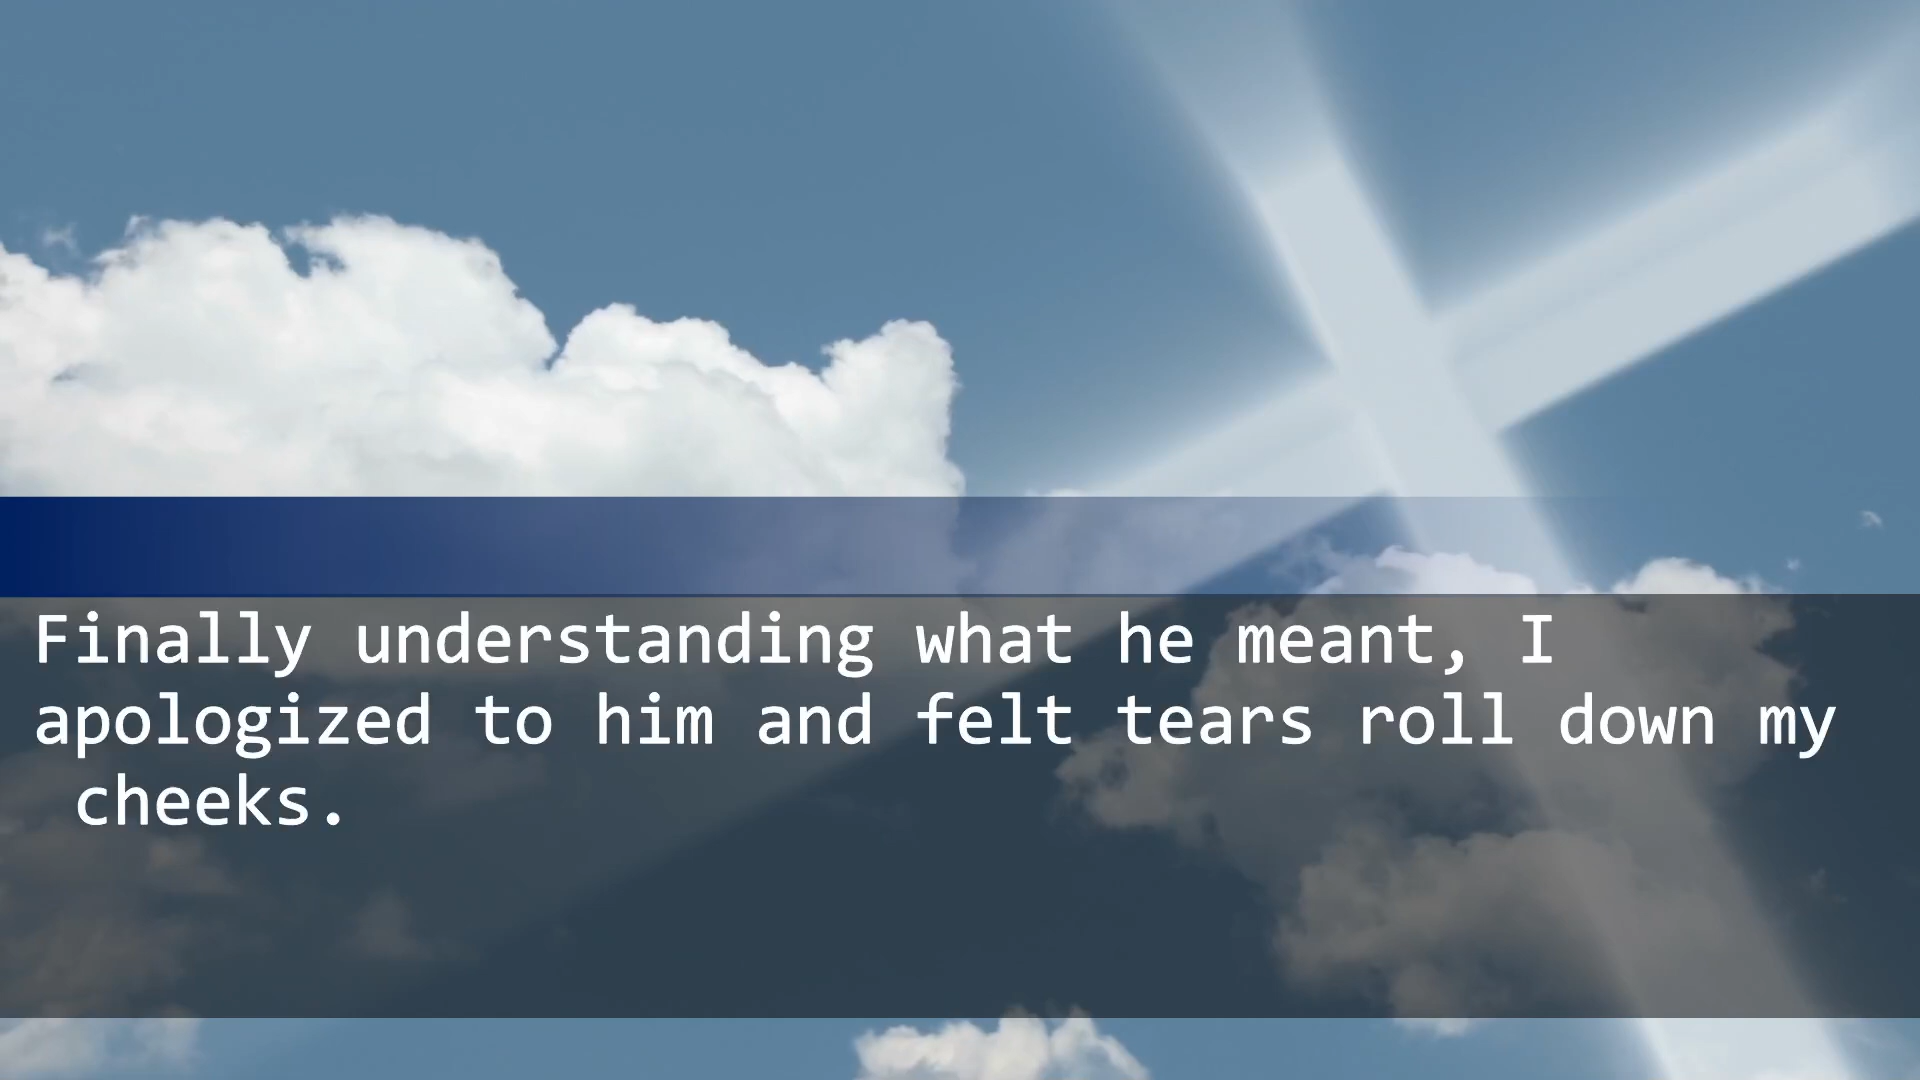 Finally understanding what he meant, I
apologized to him and felt tears roll down my
cheeks.